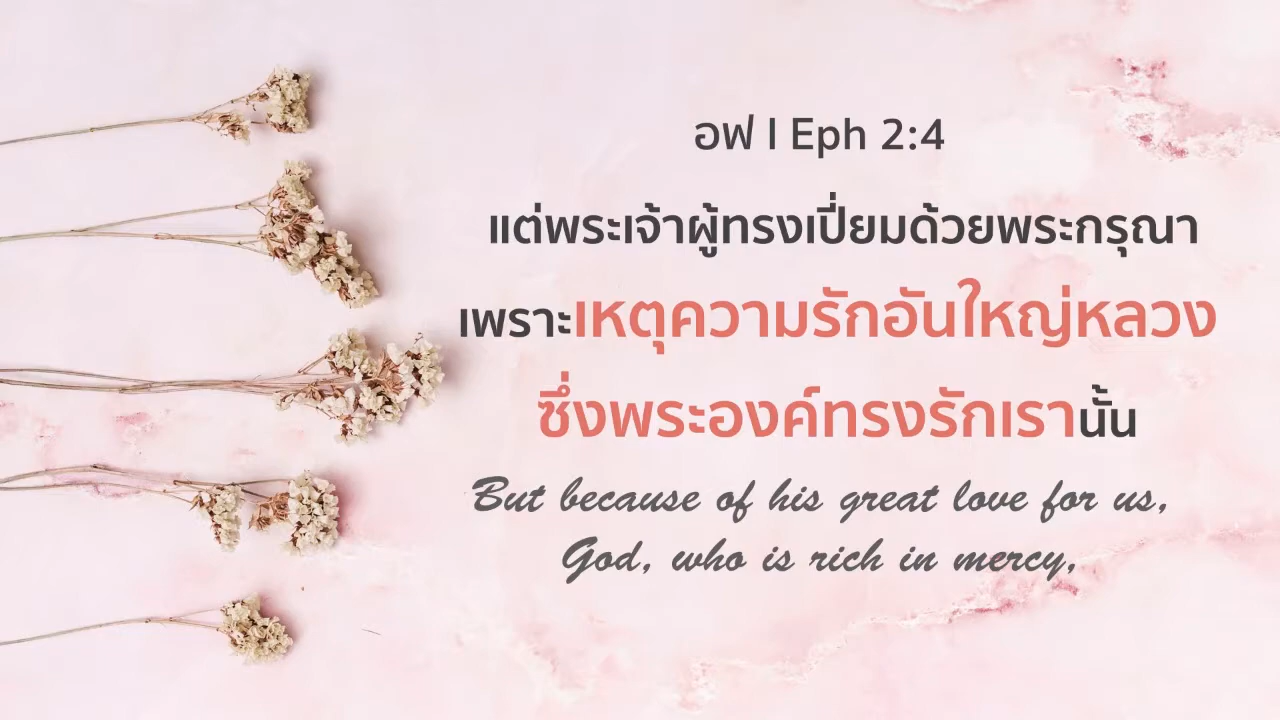 อฟ | Eph 2:4
แต่พระเจ้าผู้ทรงเปี่ยมด้วยพระกรุณา
เพราะเหตุความรักอันใหญ่หลวง
ซึ่งพระองค์ทรงรักเรานั้น
But because of his great love for us,
God, who is rich in mercy,